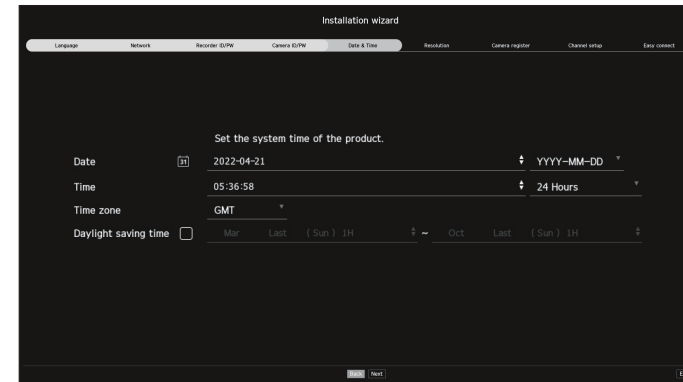 Installation wizard
Language Network Recorder ID/PW Camera ID/PW Date & Time Resolution Camera register Channel setup Easy connect
Set the system time of the product.
Date 31 2022-04-21 YYYY-MM-DD
Time 05:36:58 24 Hours
Time zone GMT
Daylight saving time Mar Last ( Sun ) 1H ~ Oct Last ( Sun ) 1H
Back Next